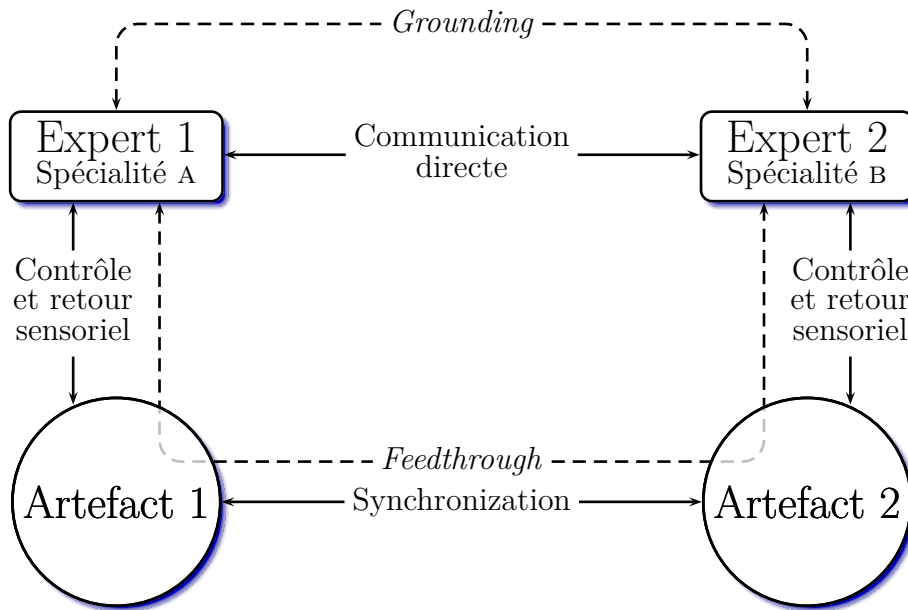 Grounding
Expert 1
Spécialité A
Communication
directe
Expert 2
Spécialité B
Contrôle
et retour
sensoriel
Contrôle
et retour
sensoriel
Feedthrough
Artefact 1
Synchronization
Artefact 2